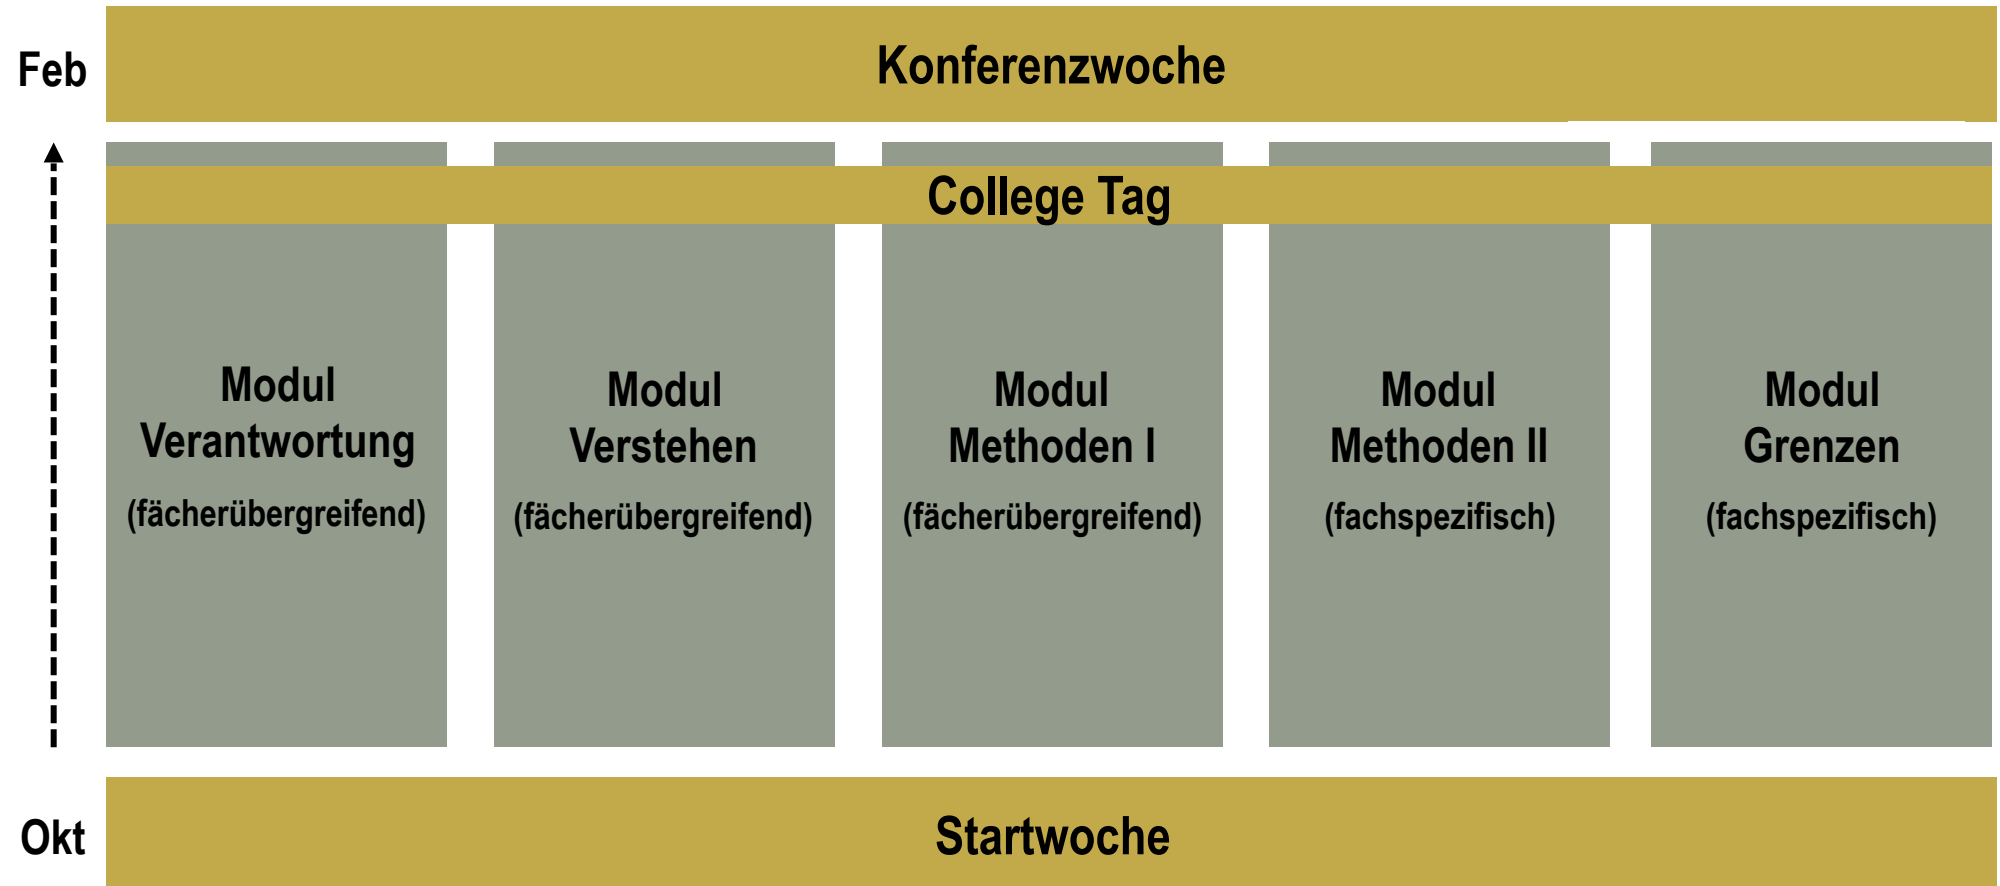 Feb
Konferenzwoche
College Tag
Modul
Verantwortung
(fächerübergreifend)
Modul
Verstehen
(fächerübergreifend)
Modul
Methoden I
(fächerübergreifend)
Modul
Methoden II
(fachspezifisch)
Modul
Grenzen
(fachspezifisch)
Okt
Startwoche